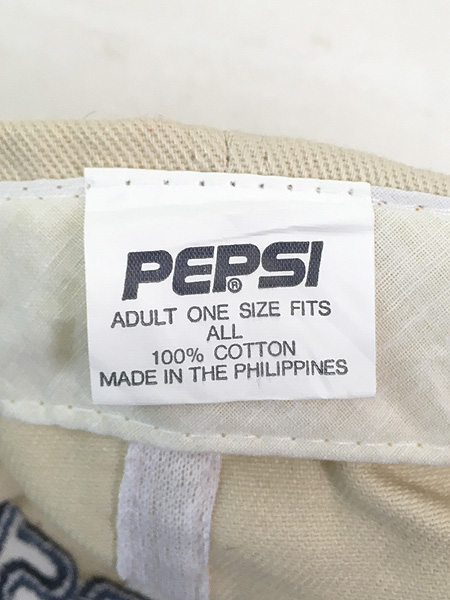 PEPSI®
ADULT ONE SIZE FITS
ALL
100% COTTON
MADE IN THE PHILIPPINES